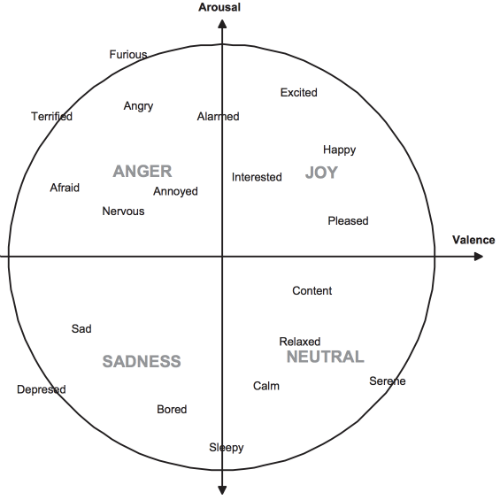 Arousal
Furious
Excited
Angry
Terrified
Alarmed
Happy
ANGER
JOY
Interested
Afraid
Annoyed
Nervous
Pleased
Valence
Content
Sad
Relaxed
NEUTRAL
SADNESS
Serene
Calm
Depresed
Bored
Sleepy